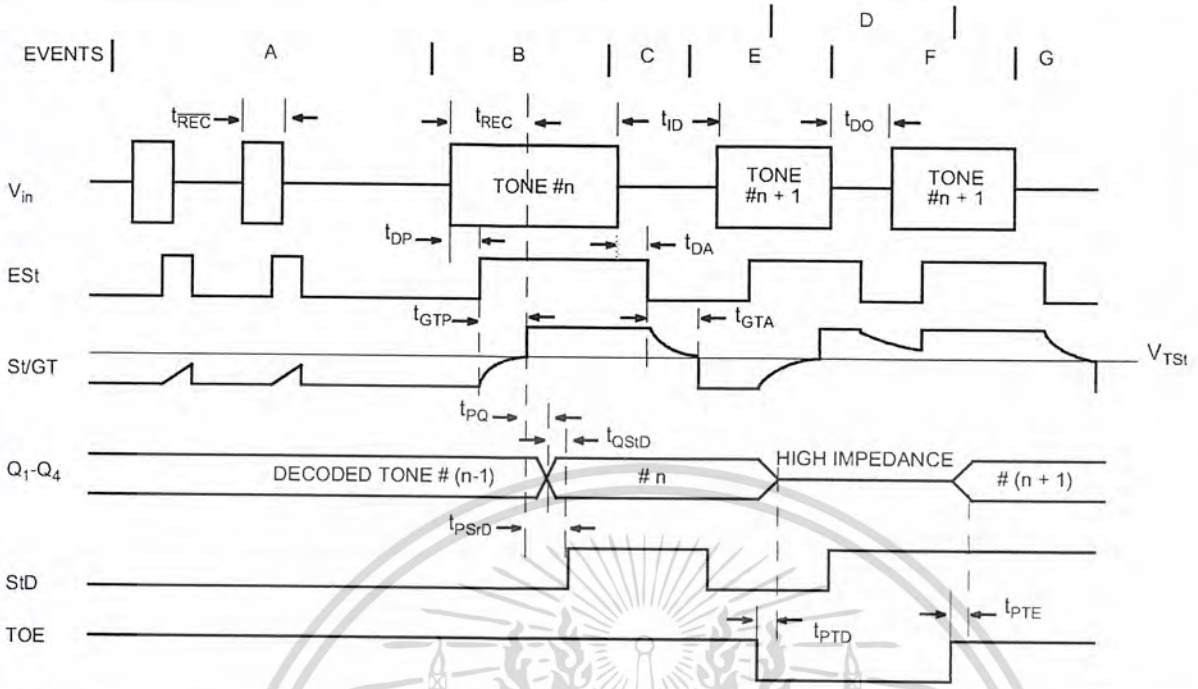 D
EVENTS A B C E F G
tREC tREC tID tDO
Vin TONE #n TONE #n + 1 TONE #n + 1
tDP tDA
ESt
tGTP tGTA
St/GT VTSt
tPQ tQStD
Q1-Q4 DECODED TONE # (n-1) # n HIGH IMPEDANCE # (n + 1)
tPSrD
StD
tPTD tPTE
TOE